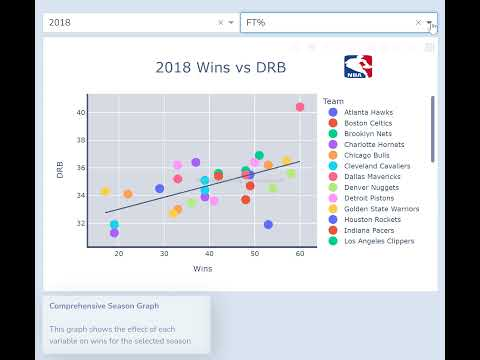 2018
FT%
2018 Wins vs DRB
NBA
DRB
40
38
36
34
32
20
30
40
50
60
Wins
Team
Atlanta Hawks
Boston Celtics
Brooklyn Nets
Charlotte Hornets
Chicago Bulls
Cleveland Cavaliers
Dallas Mavericks
Denver Nuggets
Detroit Pistons
Golden State Warriors
Houston Rockets
Indiana Pacers
Los Angeles Clippers
Comprehensive Season Graph
This graph shows the effect of each
variable on wins for the selected season.